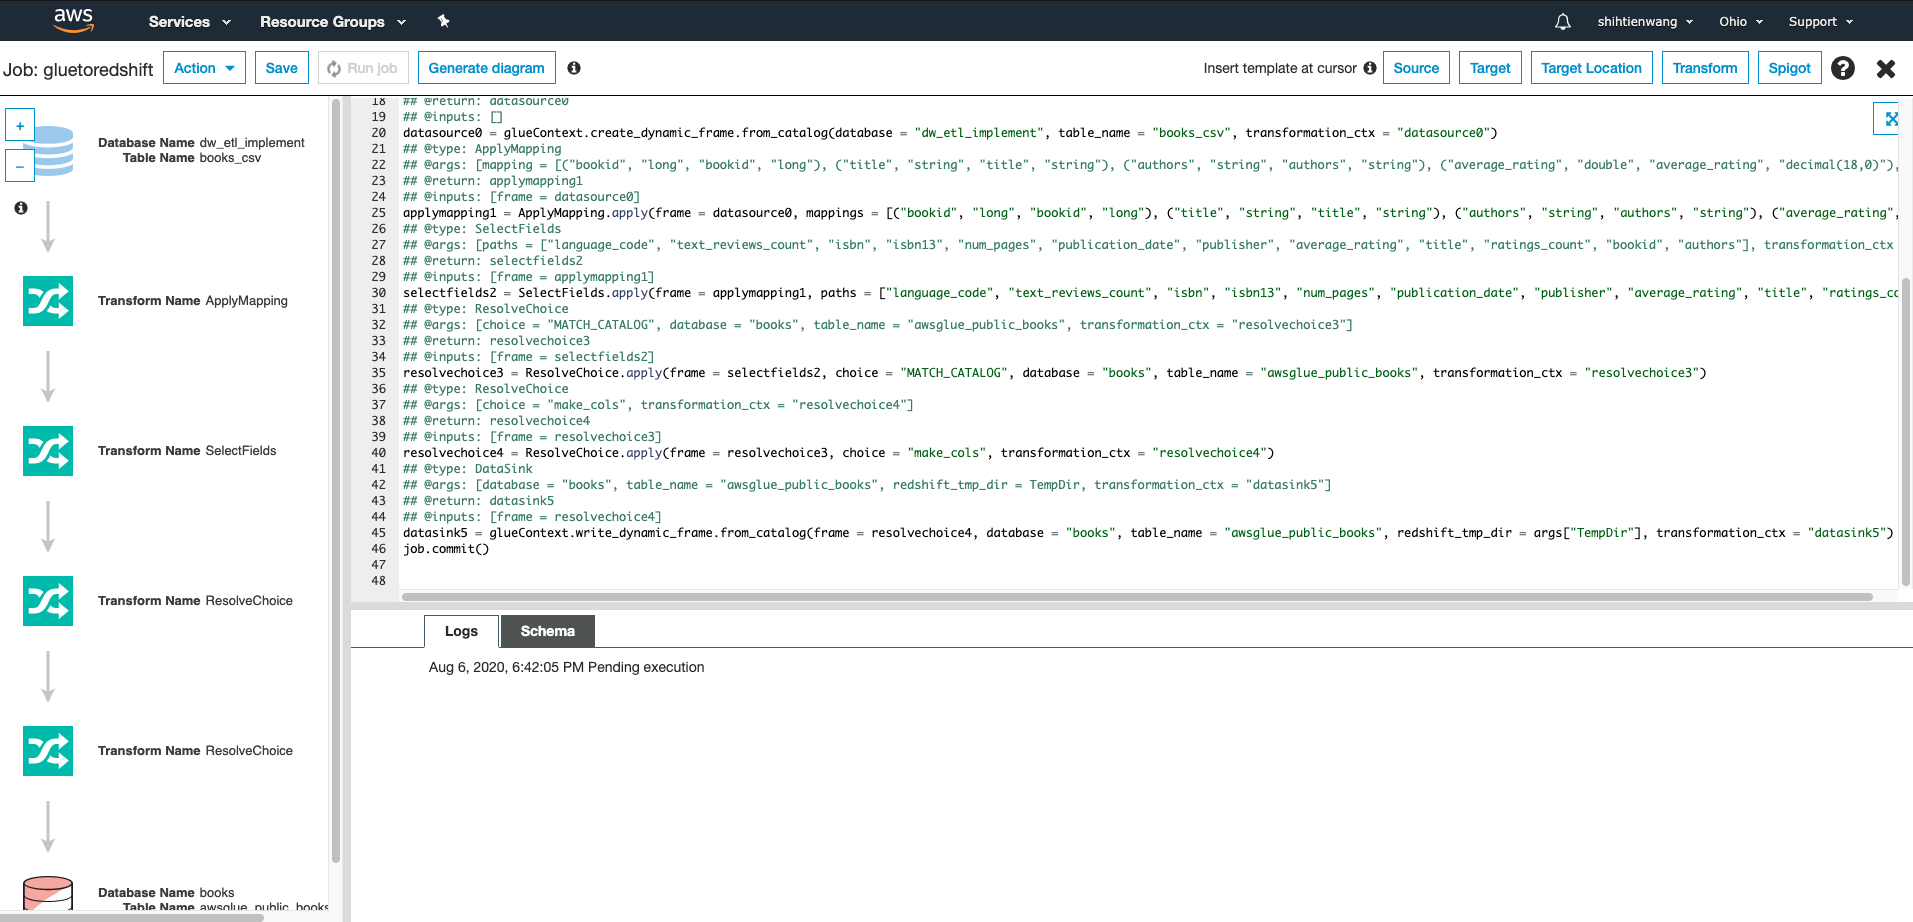 aws Services Resource Groups shihtienwang Ohio Support
Job: gluetoredshift Action Save Run job Generate diagram Insert template at cursor Source Target Target Location Transform Spigot
+
−
Database Name dw_etl_implement
Table Name books_csv
Transform Name ApplyMapping
Transform Name SelectFields
Transform Name ResolveChoice
Transform Name ResolveChoice
Database Name books
Table Name awsglue_public_books
18 ## @return: datasource0
19 ## @inputs: []
20 datasource0 = glueContext.create_dynamic_frame.from_catalog(database = "dw_etl_implement", table_name = "books_csv", transformation_ctx = "datasource0")
21 ## @type: ApplyMapping
22 ## @args: [mapping = [("bookid", "long", "bookid", "long"), ("title", "string", "title", "string"), ("authors", "string", "authors", "string"), ("average_rating", "double", "average_rating", "decimal(18,0)"),
23 ## @return: applymapping1
24 ## @inputs: [frame = datasource0]
25 applymapping1 = ApplyMapping.apply(frame = datasource0, mappings = [("bookid", "long", "bookid", "long"), ("title", "string", "title", "string"), ("authors", "string", "authors", "string"), ("average_rating",
26 ## @type: SelectFields
27 ## @args: [paths = ["language_code", "text_reviews_count", "isbn", "isbn13", "num_pages", "publication_date", "publisher", "average_rating", "title", "ratings_count", "bookid", "authors"], transformation_ctx
28 ## @return: selectfields2
29 ## @inputs: [frame = applymapping1]
30 selectfields2 = SelectFields.apply(frame = applymapping1, paths = ["language_code", "text_reviews_count", "isbn", "isbn13", "num_pages", "publication_date", "publisher", "average_rating", "title", "ratings_co
31 ## @type: ResolveChoice
32 ## @args: [choice = "MATCH_CATALOG", database = "books", table_name = "awsglue_public_books", transformation_ctx = "resolvechoice3"]
33 ## @return: resolvechoice3
34 ## @inputs: [frame = selectfields2]
35 resolvechoice3 = ResolveChoice.apply(frame = selectfields2, choice = "MATCH_CATALOG", database = "books", table_name = "awsglue_public_books", transformation_ctx = "resolvechoice3")
36 ## @type: ResolveChoice
37 ## @args: [choice = "make_cols", transformation_ctx = "resolvechoice4"]
38 ## @return: resolvechoice4
39 ## @inputs: [frame = resolvechoice3]
40 resolvechoice4 = ResolveChoice.apply(frame = resolvechoice3, choice = "make_cols", transformation_ctx = "resolvechoice4")
41 ## @type: DataSink
42 ## @args: [database = "books", table_name = "awsglue_public_books", redshift_tmp_dir = TempDir, transformation_ctx = "datasink5"]
43 ## @return: datasink5
44 ## @inputs: [frame = resolvechoice4]
45 datasink5 = glueContext.write_dynamic_frame.from_catalog(frame = resolvechoice4, database = "books", table_name = "awsglue_public_books", redshift_tmp_dir = args["TempDir"], transformation_ctx = "datasink5")
46 job.commit()
47
48
Logs Schema
Aug 6, 2020, 6:42:05 PM Pending execution